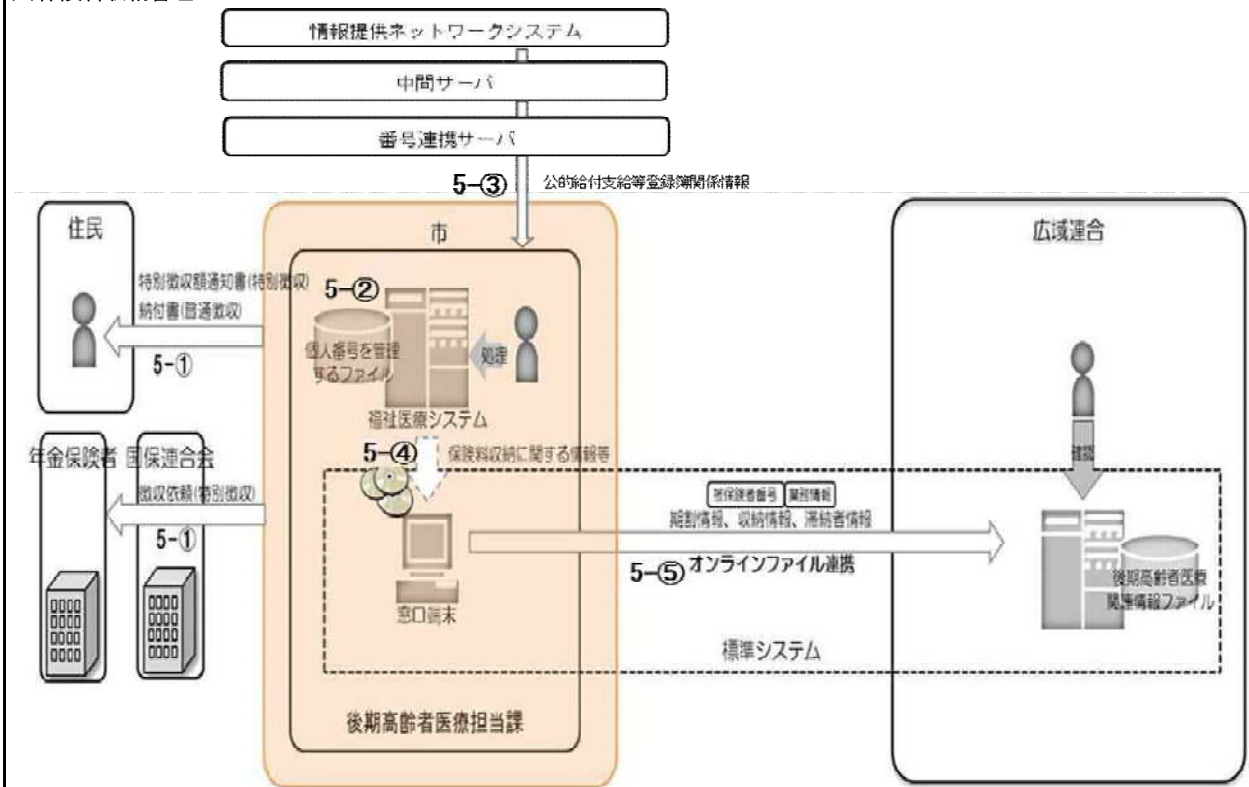 情報提供ネットワークシステム
中間サーバ
番号連携サーバ
5-③
公的給付支給等登録簿関係情報
住民
市
広域連合
特別徴収額通知書(特別徴収)
納付書(普通徴収)
5-①
5-②
個人番号を管理
するファイル
処理
福祉医療システム
確認
年金保険者
国保連合会
徴収依頼(特別徴収)
5-①
5-④
保険料収納に関する情報等
被保険者番号
業務情報
期割情報、収納情報、滞納者情報
5-⑤
オンラインファイル連携
窓口端末
後期高齢者医療
関連情報ファイル
標準システム
後期高齢者医療担当課